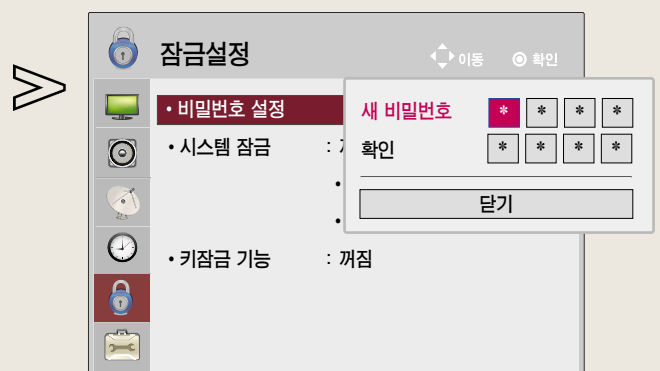 잠금설정
이동 ◎ 확인
• 비밀번호 설정
• 시스템 잠금 :
• 키잠금 기능 : 꺼짐
새 비밀번호 * * * *
확인 * * * *
닫기